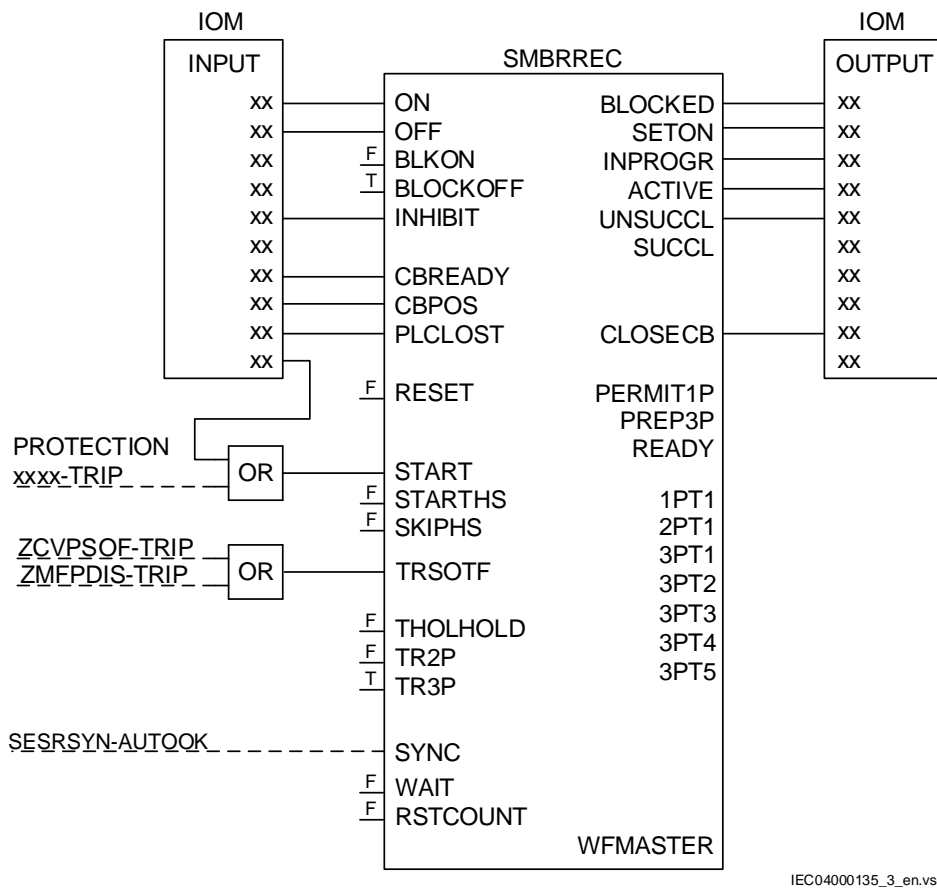 IOM
INPUT
xx
xx
xx
xx
xx
xx
xx
xx
xx
xx
SMBRREC
ON
OFF
F BLKON
T BLOCKOFF
INHIBIT
CBREADY
CBPOS
PLCLOST
F RESET
START
F STARTHS
F SKIPHS
TRSOTF
F THOLHOLD
F TR2P
T TR3P
SYNC
F WAIT
F RSTCOUNT
BLOCKED
SETON
INPROGR
ACTIVE
UNSUCCL
SUCCL
CLOSECB
PERMIT1P
PREP3P
READY
1PT1
2PT1
3PT1
3PT2
3PT3
3PT4
3PT5
WFMASTER
IOM
OUTPUT
xx
xx
xx
xx
xx
xx
xx
xx
xx
xx
PROTECTION
xxxx-TRIP
OR
ZCVPSOF-TRIP
ZMFPDIS-TRIP
OR
SESRSYN-AUTOOK
IEC04000135_3_en.vs